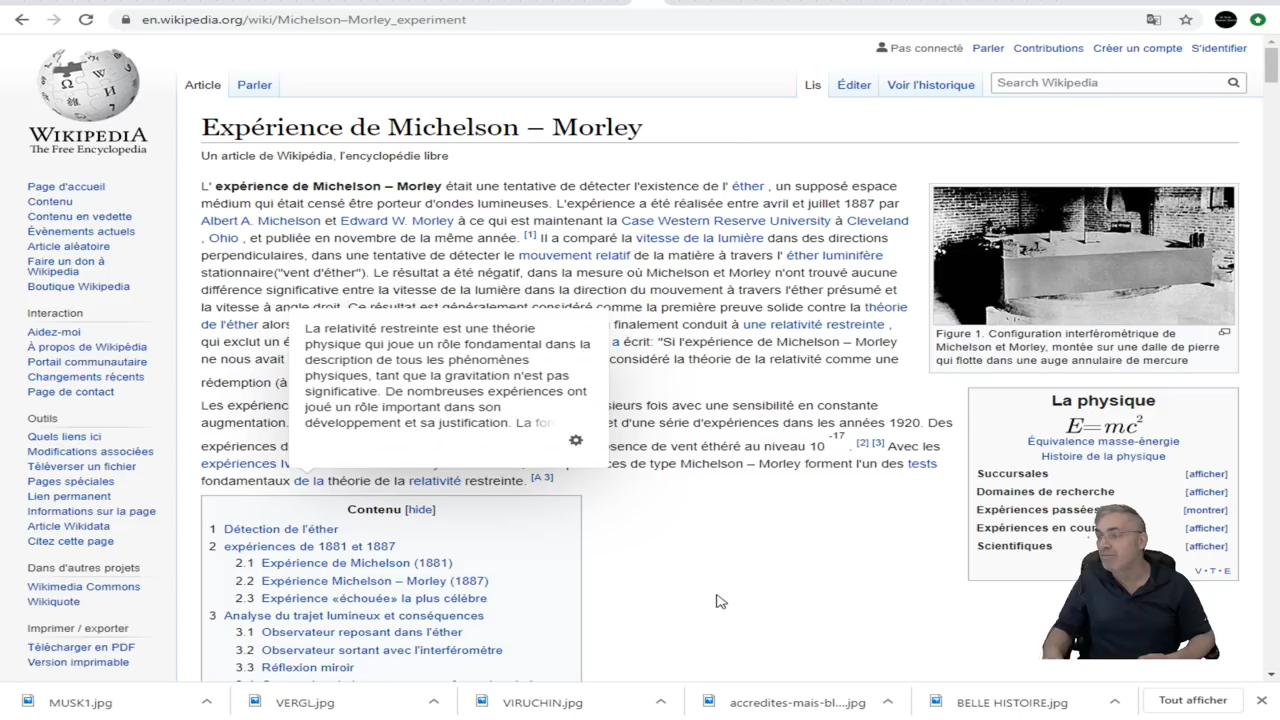 en.wikipedia.org/wiki/Michelson–Morley_experiment
Pas connecté Parler Contributions Créer un compte S'identifier
Article Parler Lis Éditer Voir l'historique Search Wikipedia
WIKIPEDIA
The Free Encyclopedia
Page d'accueil
Contenu
Contenu en vedette
Évènements actuels
Article aléatoire
Faire un don à
Wikipedia
Boutique Wikipedia
Interaction
Aidez-moi
À propos de Wikipédia
Portail communautaire
Changements récents
Page de contact
Outils
Quels liens ici
Modifications associées
Téléverser un fichier
Pages spéciales
Lien permanent
Informations sur la page
Article Wikidata
Citez cette page
Dans d'autres projets
Wikimedia Commons
Wikiquote
Imprimer / exporter
Télécharger en PDF
Version imprimable
Expérience de Michelson – Morley
Un article de Wikipédia, l'encyclopédie libre
L' expérience de Michelson – Morley était une tentative de détecter l'existence de l' éther , un supposé espace
médium qui était censé être porteur d'ondes lumineuses. L'expérience a été réalisée entre avril et juillet 1887 par
Albert A. Michelson et Edward W. Morley à ce qui est maintenant la Case Western Reserve University à Cleveland
, Ohio , et publiée en novembre de la même année. [1] Il a comparé la vitesse de la lumière dans des directions
perpendiculaires, dans une tentative de détecter le mouvement relatif de la matière à travers l' éther luminifère
stationnaire("vent d'éther"). Le résultat a été négatif, dans la mesure où Michelson et Morley n'ont trouvé aucune
différence significative entre la vitesse de la lumière dans la direction du mouvement à travers l'éther présumé et
la vitesse à angle droit. Ce résultat est généralement considéré comme la première preuve solide contre la théorie
de l'éther alors finalement conduit à une relativité restreinte ,
qui exclut un é a écrit: "Si l'expérience de Michelson – Morley
ne nous avait considéré la théorie de la relativité comme une
rédemption (à
Les expérienc sieurs fois avec une sensibilité en constante
augmentation. et d'une série d'expériences dans les années 1920. Des
expériences d sence de vent éthéré au niveau 10 -17 . [2] [3] Avec les
expériences Iv ces de type Michelson – Morley forment l'un des tests
fondamentaux de la théorie de la relativité restreinte. [A 3]
La relativité restreinte est une théorie
physique qui joue un rôle fondamental dans la
description de tous les phénomènes
physiques, tant que la gravitation n'est pas
significative. De nombreuses expériences ont
joué un rôle important dans son
développement et sa justification. La for
Contenu [hide]
1 Détection de l'éther
2 expériences de 1881 et 1887
2.1 Expérience de Michelson (1881)
2.2 Expérience Michelson – Morley (1887)
2.3 Expérience «échouée» la plus célèbre
3 Analyse du trajet lumineux et conséquences
3.1 Observateur reposant dans l'éther
3.2 Observateur sortant avec l'interféromètre
3.3 Réflexion miroir
Figure 1. Configuration interférométrique de
Michelson et Morley, montée sur une dalle de pierre
qui flotte dans une auge annulaire de mercure
La physique
E=mc²
Équivalence masse-énergie
Histoire de la physique
Succursales [afficher]
Domaines de recherche [afficher]
Expériences passées [montrer]
Expériences en cour [afficher]
Scientifiques [afficher]
V • T • E
MUSK1.jpg VERGL.jpg VIRUCHIN.jpg accredites-mais-bl....jpg BELLE HISTOIRE.jpg Tout afficher